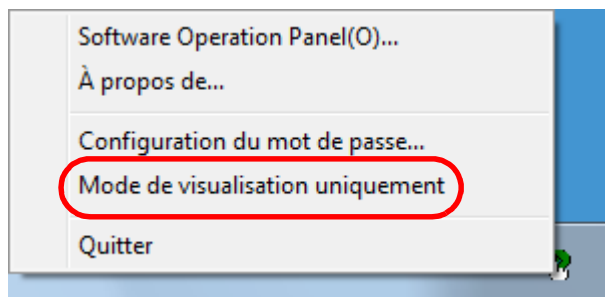 Software Operation Panel(O)...
À propos de...
Configuration du mot de passe...
Mode de visualisation uniquement
Quitter